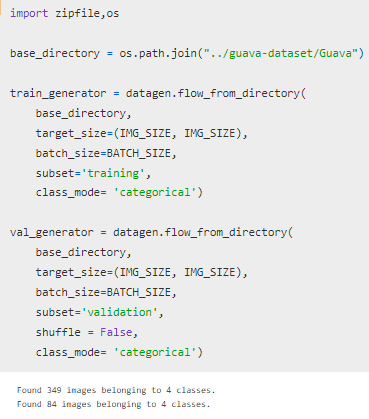 import zipfile,os
base_directory = os.path.join("../guava-dataset/Guava")
train_generator = datagen.flow_from_directory(
    base_directory,
    target_size=(IMG_SIZE, IMG_SIZE),
    batch_size=BATCH_SIZE,
    subset='training',
    class_mode= 'categorical')
val_generator = datagen.flow_from_directory(
    base_directory,
    target_size=(IMG_SIZE, IMG_SIZE),
    batch_size=BATCH_SIZE,
    subset='validation',
    shuffle = False,
    class_mode= 'categorical')
Found 349 images belonging to 4 classes.
Found 84 images belonging to 4 classes.